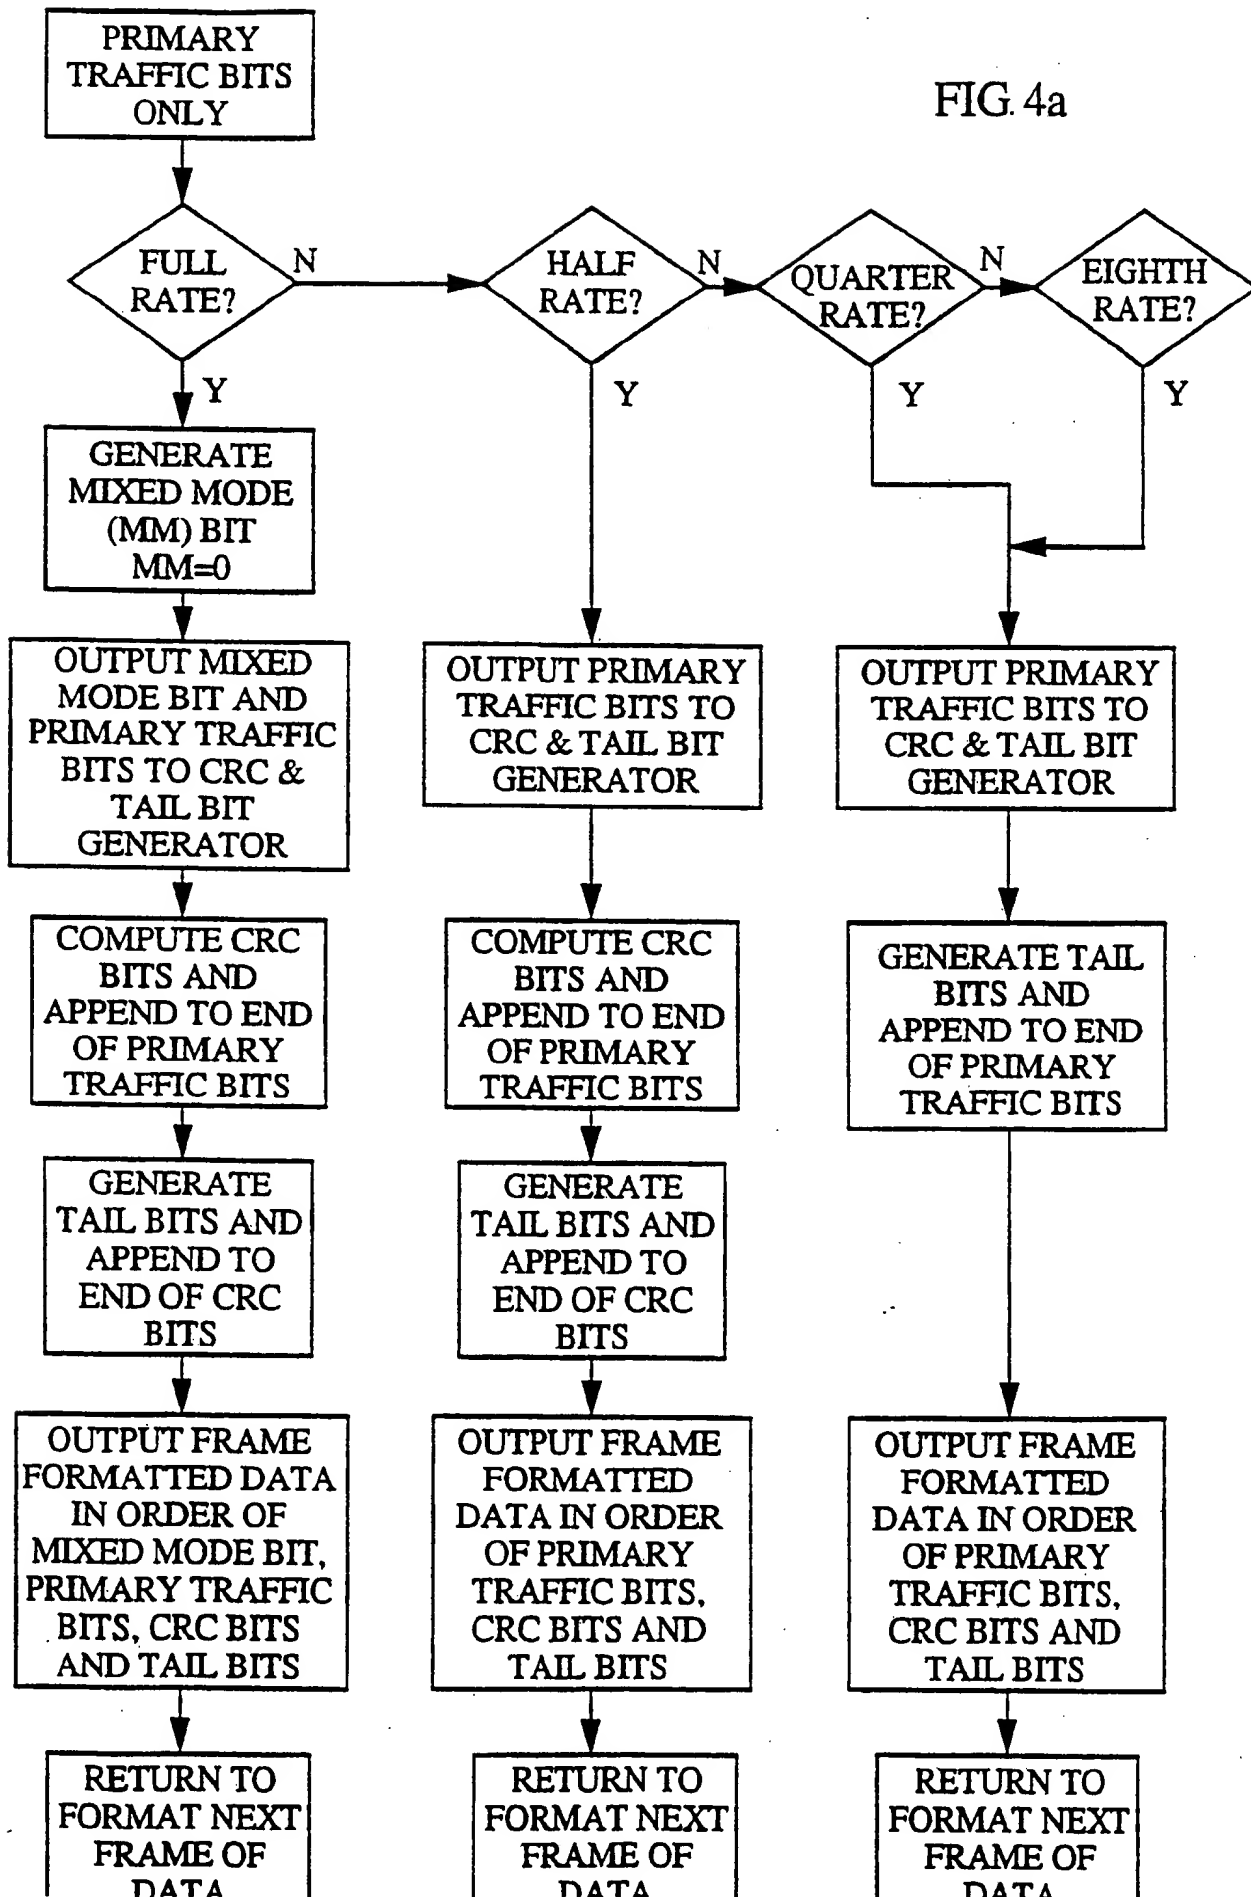 PRIMARY
TRAFFIC BITS
ONLY
FIG. 4a
FULL
RATE?
N
HALF
RATE?
N
QUARTER
RATE?
N
EIGHTH
RATE?
Y
Y
Y
Y
GENERATE
MIXED MODE
(MM) BIT
MM=0
OUTPUT MIXED
MODE BIT AND
PRIMARY TRAFFIC
BITS TO CRC &
TAIL BIT
GENERATOR
OUTPUT PRIMARY
TRAFFIC BITS TO
CRC & TAIL BIT
GENERATOR
OUTPUT PRIMARY
TRAFFIC BITS TO
CRC & TAIL BIT
GENERATOR
COMPUTE CRC
BITS AND
APPEND TO END
OF PRIMARY
TRAFFIC BITS
COMPUTE CRC
BITS AND
APPEND TO END
OF PRIMARY
TRAFFIC BITS
GENERATE TAIL
BITS AND
APPEND TO END
OF PRIMARY
TRAFFIC BITS
GENERATE
TAIL BITS AND
APPEND TO
END OF CRC
BITS
GENERATE
TAIL BITS AND
APPEND TO
END OF CRC
BITS
OUTPUT FRAME
FORMATTED DATA
IN ORDER OF
MIXED MODE BIT,
PRIMARY TRAFFIC
BITS, CRC BITS
AND TAIL BITS
OUTPUT FRAME
FORMATTED
DATA IN ORDER
OF PRIMARY
TRAFFIC BITS,
CRC BITS AND
TAIL BITS
OUTPUT FRAME
FORMATTED
DATA IN ORDER
OF PRIMARY
TRAFFIC BITS,
CRC BITS AND
TAIL BITS
RETURN TO
FORMAT NEXT
FRAME OF
DATA
RETURN TO
FORMAT NEXT
FRAME OF
DATA
RETURN TO
FORMAT NEXT
FRAME OF
DATA